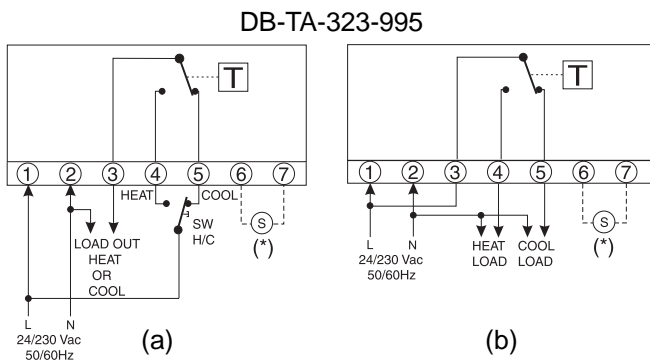 DB-TA-323-995
T
1 2 3 4 5 6 7
HEAT COOL
SW
H/C
S
(*)
LOAD OUT
HEAT
OR
COOL
L N
24/230 Vac
50/60Hz
(a)
T
1 2 3 4 5 6 7
S
(*)
L N
24/230 Vac
50/60Hz
HEAT
LOAD
COOL
LOAD
(b)